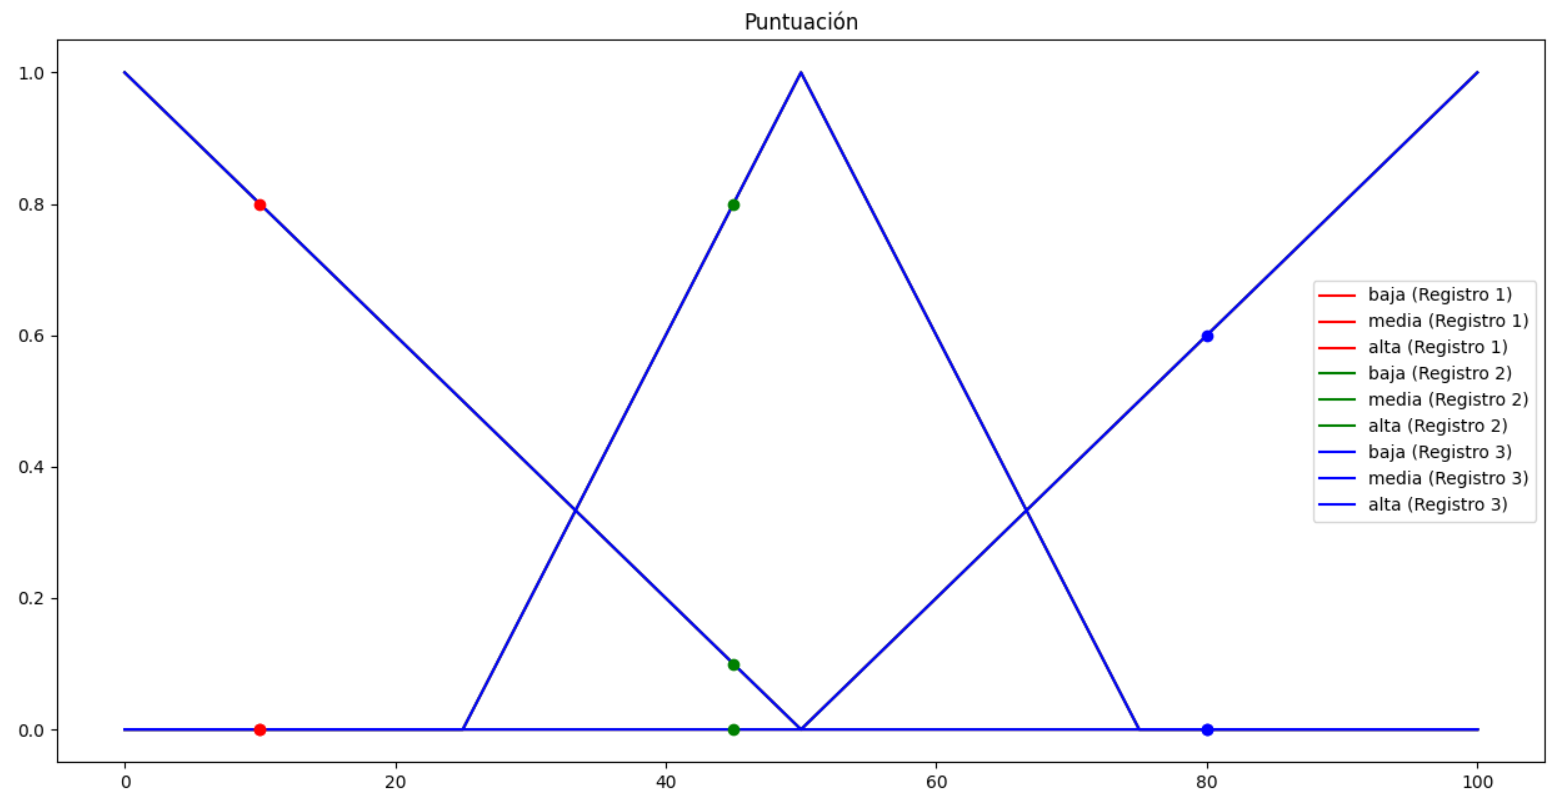 Puntuación
1.0
0.8
0.6
0.4
0.2
0.0
0 20 40 60 80 100
baja (Registro 1)
media (Registro 1)
alta (Registro 1)
baja (Registro 2)
media (Registro 2)
alta (Registro 2)
baja (Registro 3)
media (Registro 3)
alta (Registro 3)